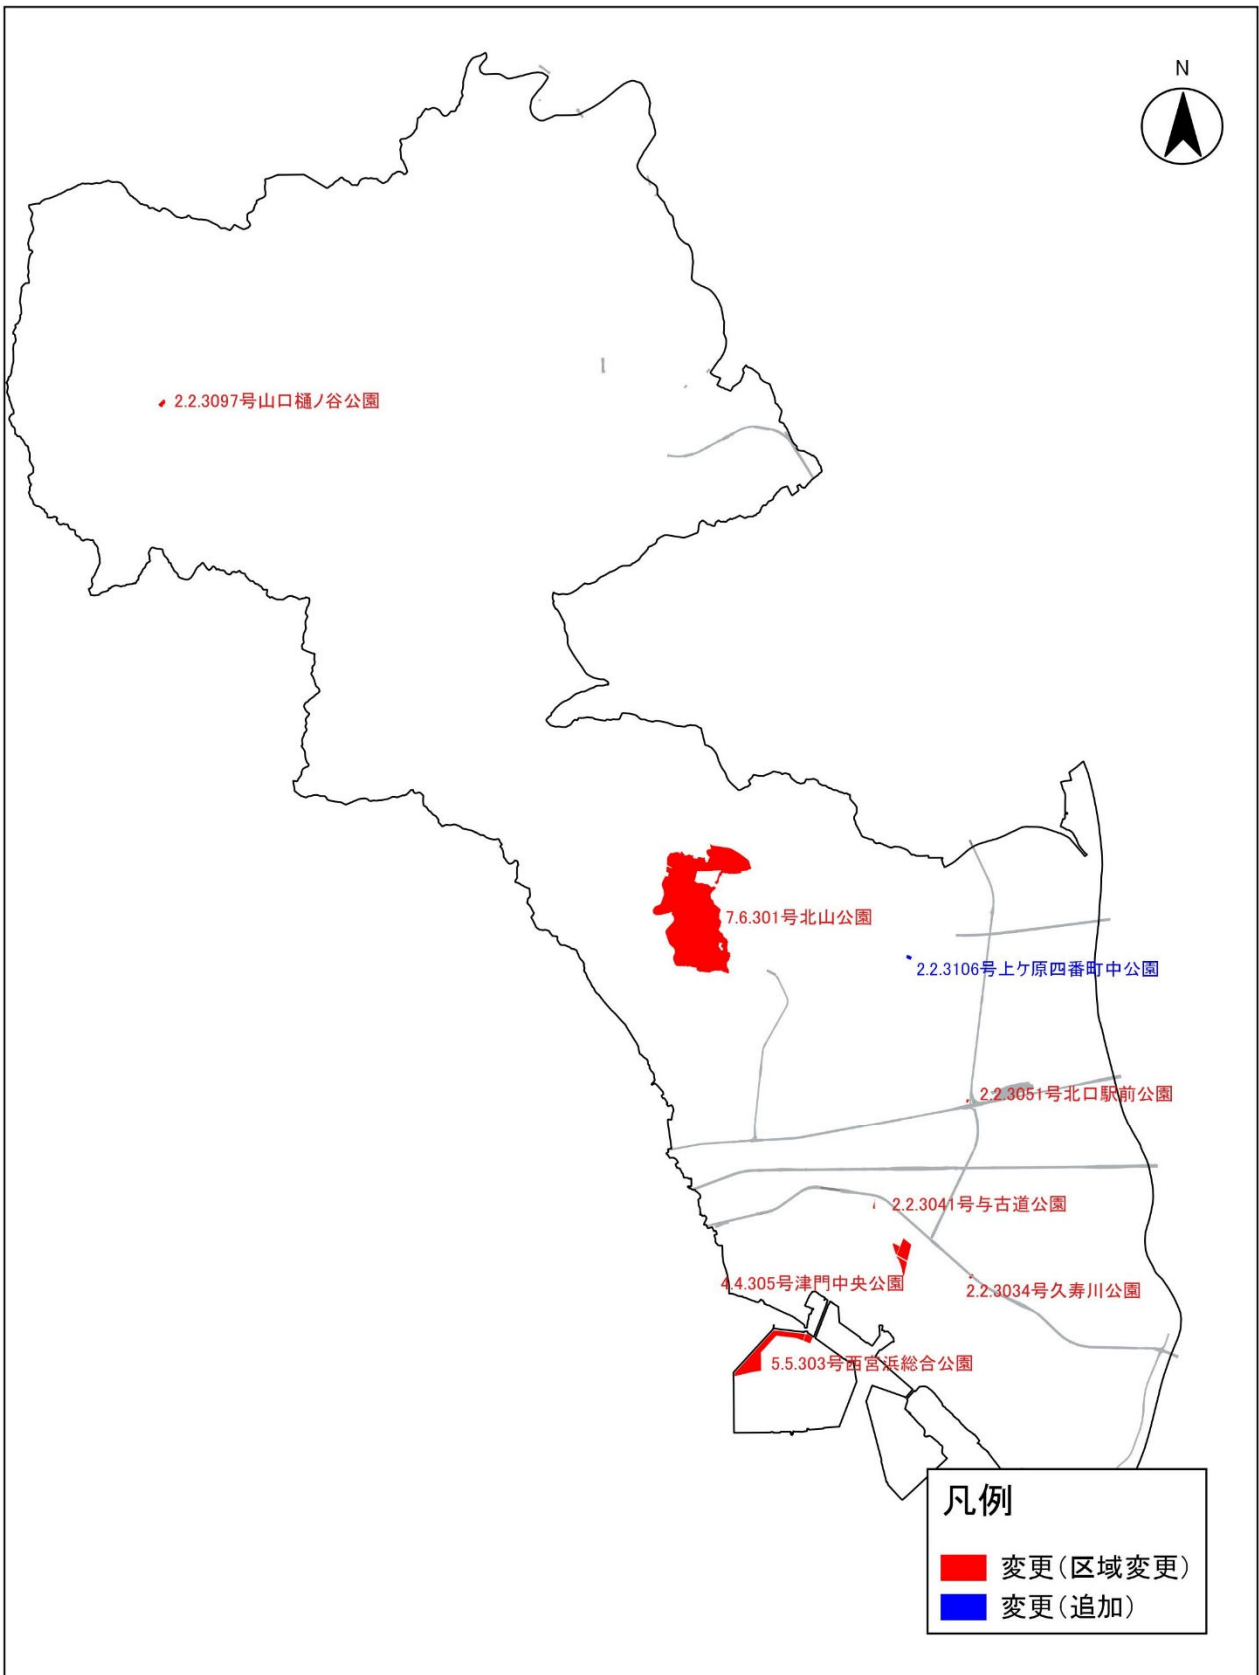 N
2.2.3097号山口樋ノ谷公園
7.6.301号北山公園
2.2.3106号上ケ原四番町中公園
2.2.3051号北口駅前公園
2.2.3041号与古道公園
4.4.305号津門中央公園
2.2.3034号久寿川公園
5.5.303号西宮浜総合公園
凡例
変更(区域変更)
変更(追加)